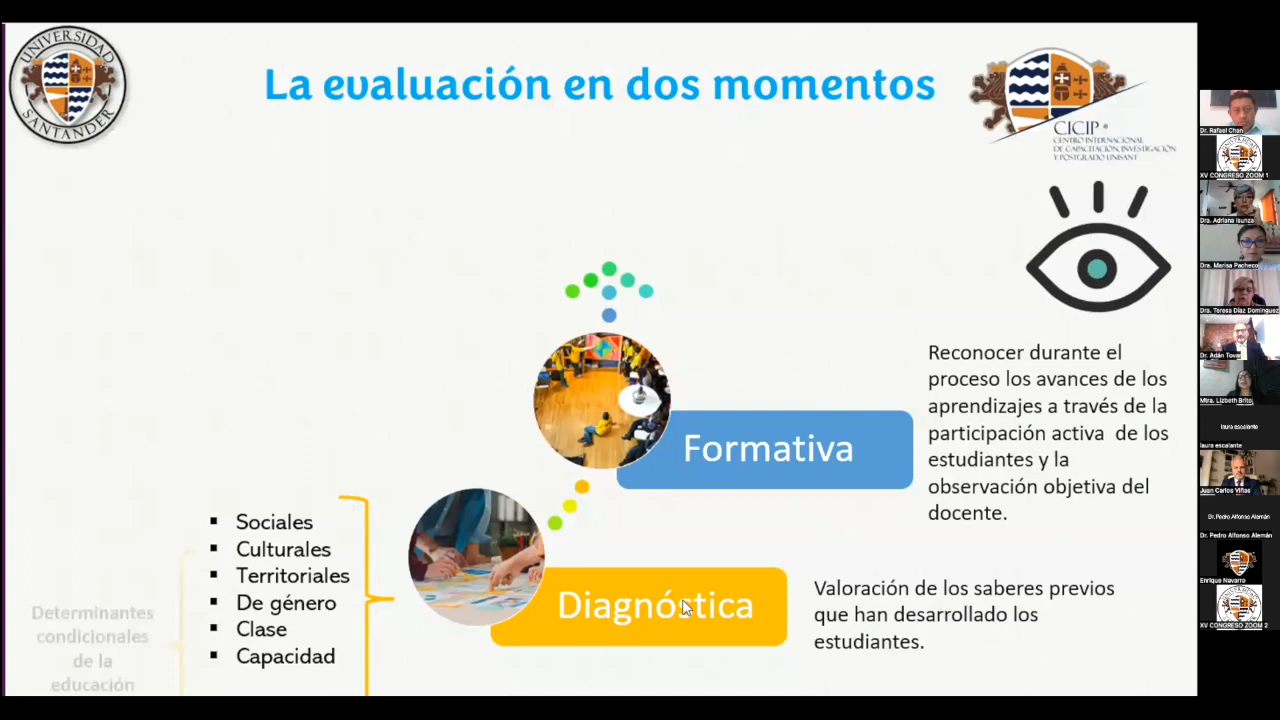 UNIVERSIDAD
SANTANDER
La evaluación en dos momentos
CICIP ®
CENTRO INTERNACIONAL
DE CAPACITACIÓN, INVESTIGACIÓN
Y POSTGRADO UNISANT
Formativa
Reconocer durante el
proceso los avances de los
aprendizajes a través de la
participación activa de los
estudiantes y la
observación objetiva del
docente.
Sociales
Culturales
Territoriales
De género
Clase
Capacidad
Determinantes
condicionales
de la
educación
Diagnóstica
Valoración de los saberes previos
que han desarrollado los
estudiantes.
Dr. Rafael Chan
XV CONGRESO ZOOM 1
Dra. Adriana Isunza
Dra. Marisa Pacheco
Dra. Teresa Díaz Domínguez
Dr. Adán Tovar
Mtra. Lizbeth Brito
laura escalante
laura escalante
Juan Carlos Viñas
Dr. Pedro Alfonso Alemán
Dr. Pedro Alfonso Alemán
Enrique Navarro
XV CONGRESO ZOOM 2